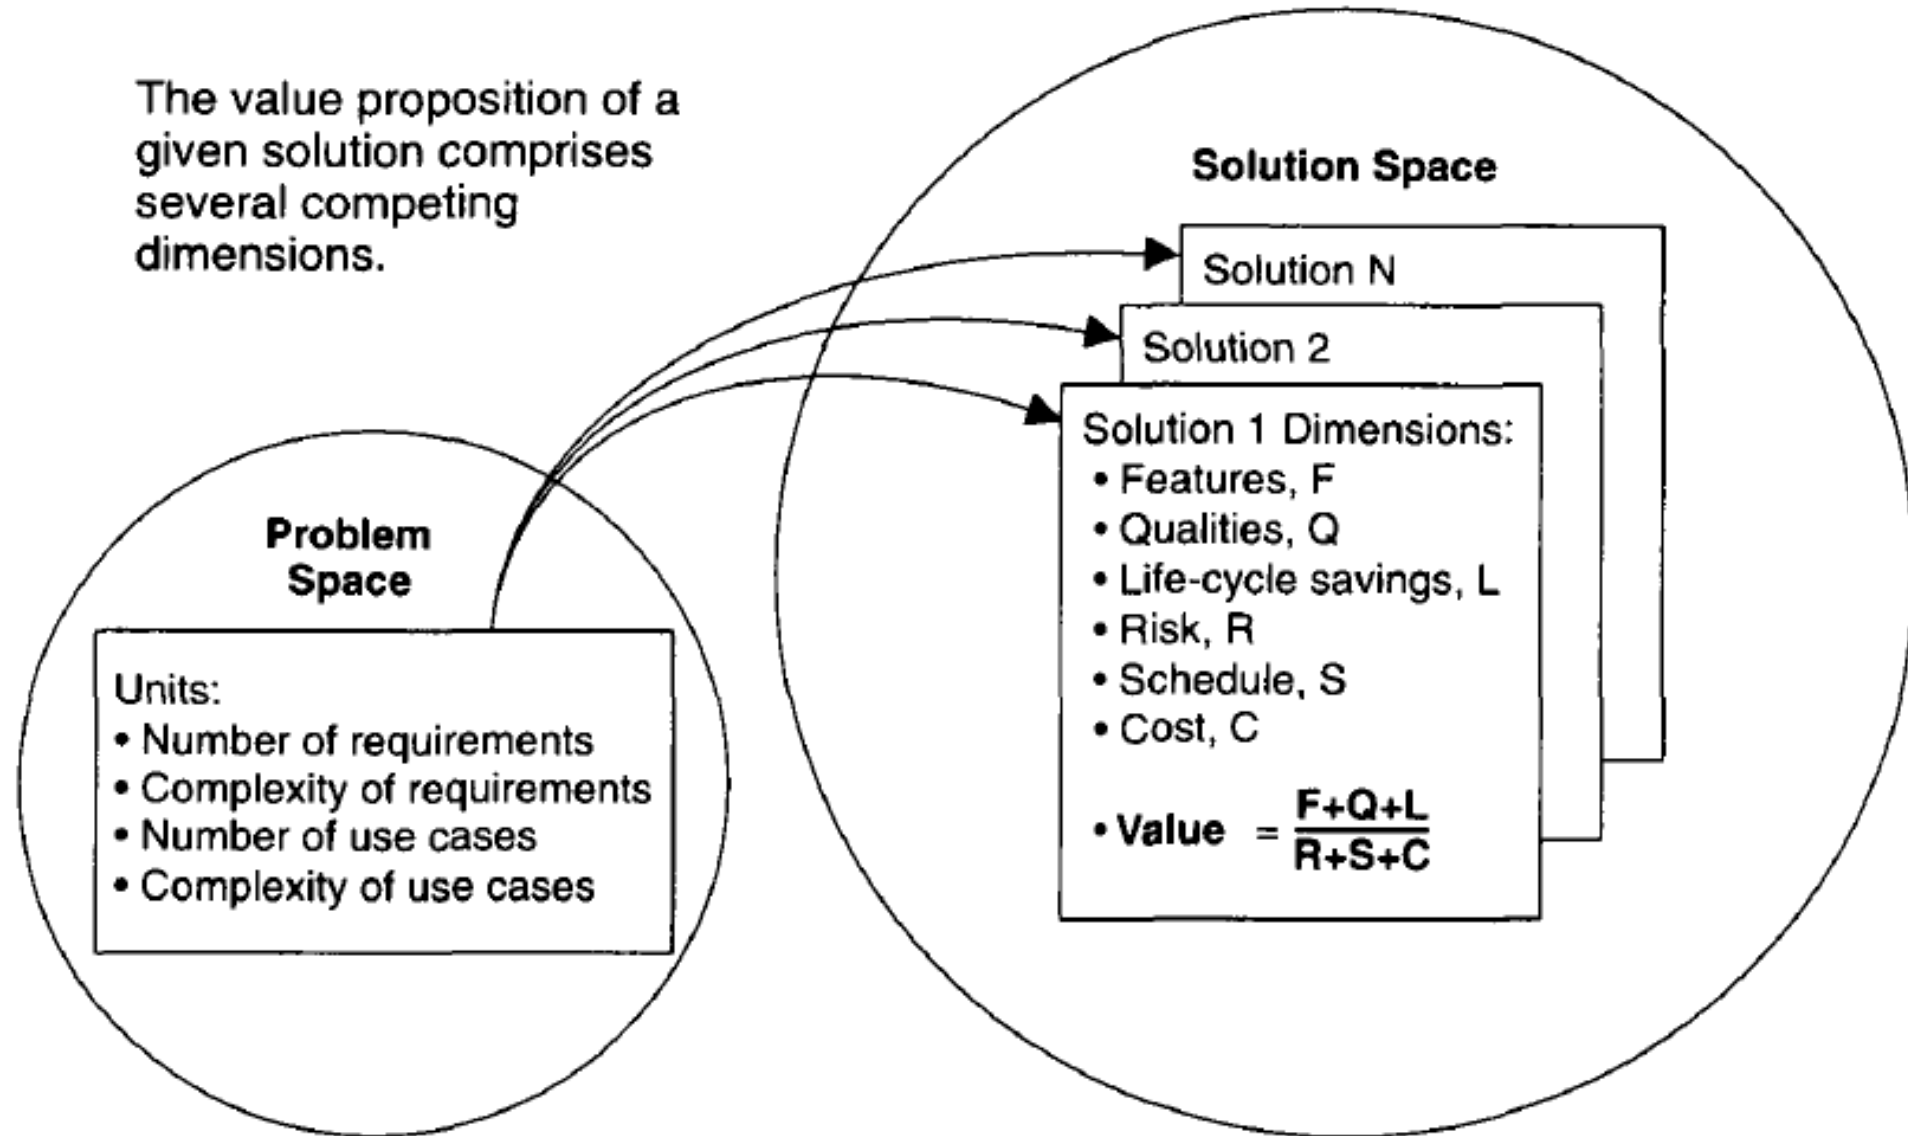 The value proposition of a
given solution comprises
several competing
dimensions.
Problem
Space
Units:
• Number of requirements
• Complexity of requirements
• Number of use cases
• Complexity of use cases
Solution Space
Solution N
Solution 2
Solution 1 Dimensions:
• Features, F
• Qualities, Q
• Life-cycle savings, L
• Risk, R
• Schedule, S
• Cost, C
• Value = F+Q+L
R+S+C